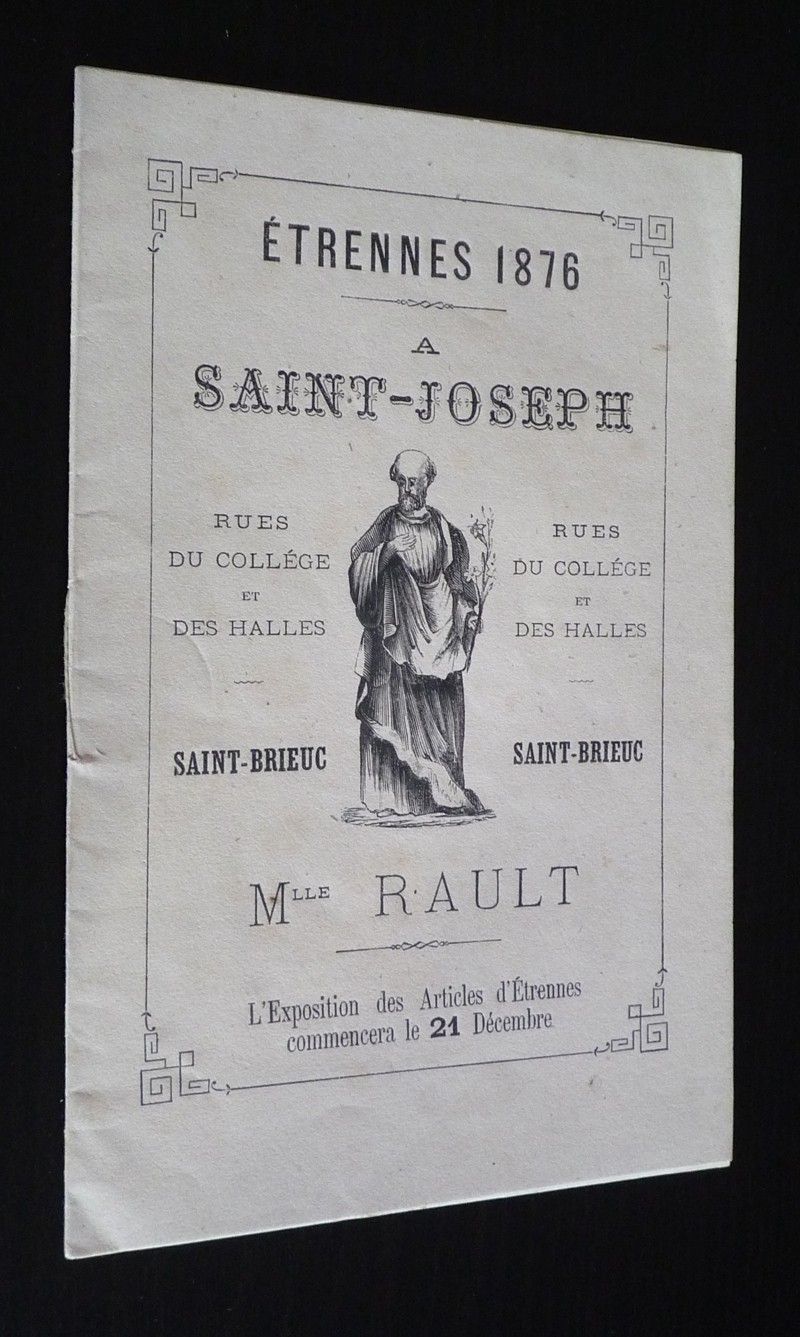 ÉTRENNES 1876
A
SAINT-JOSEPH
RUES
DU COLLÉGE
ET
DES HALLES
SAINT-BRIEUC
RUES
DU COLLÉGE
ET
DES HALLES
SAINT-BRIEUC
MLLE RAULT
L'Exposition des Articles d'Étrennes
commencera le 21 Décembre